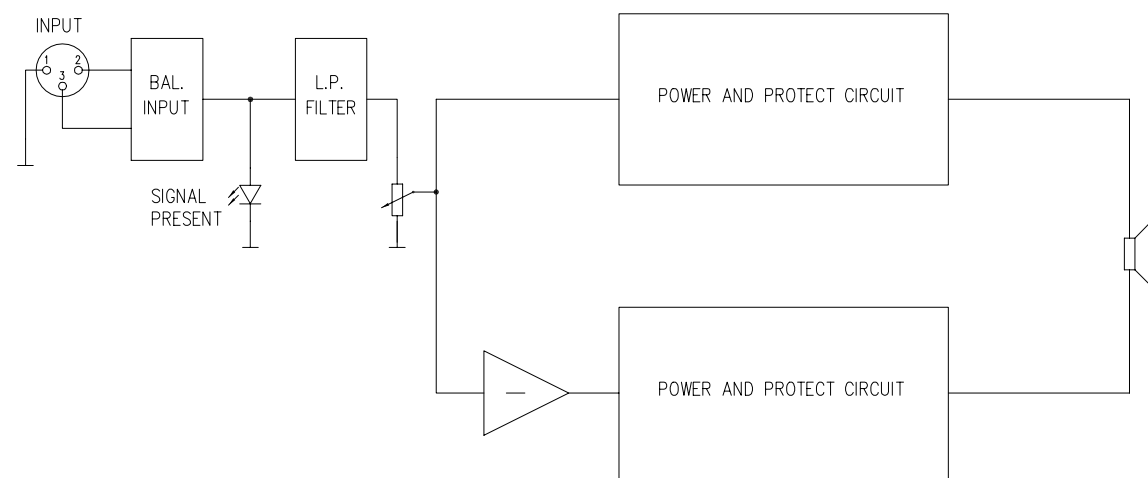 INPUT
1
2
3
BAL.
INPUT
L.P.
FILTER
SIGNAL
PRESENT
POWER AND PROTECT CIRCUIT
POWER AND PROTECT CIRCUIT